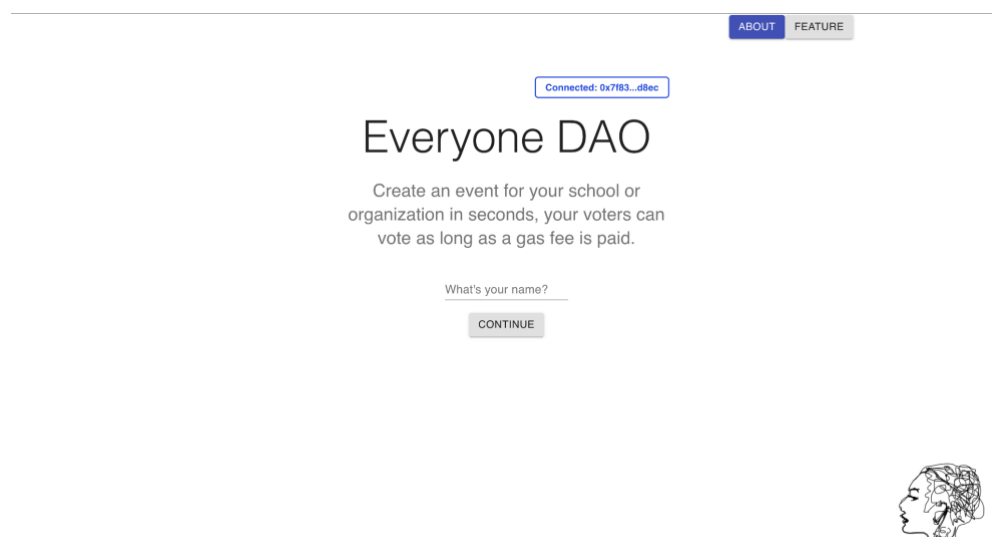 ABOUT FEATURE
Connected: 0x7f83...d8ec
Everyone DAO
Create an event for your school or
organization in seconds, your voters can
vote as long as a gas fee is paid.
What's your name?
CONTINUE